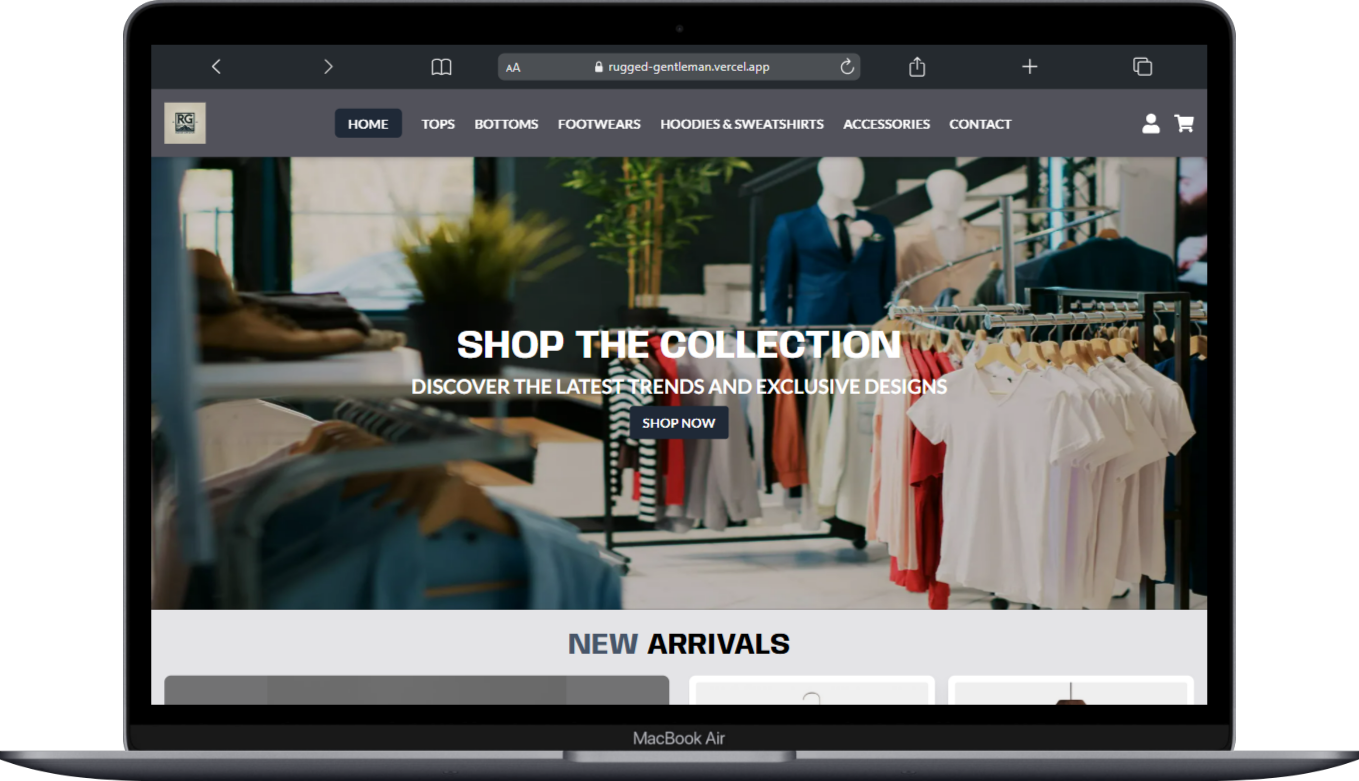 AA rugged-gentleman.vercel.app
RG
HOME TOPS BOTTOMS FOOTWEARS HOODIES & SWEATSHIRTS ACCESSORIES CONTACT
SHOP THE COLLECTION
DISCOVER THE LATEST TRENDS AND EXCLUSIVE DESIGNS
SHOP NOW
NEW ARRIVALS
MacBook Air